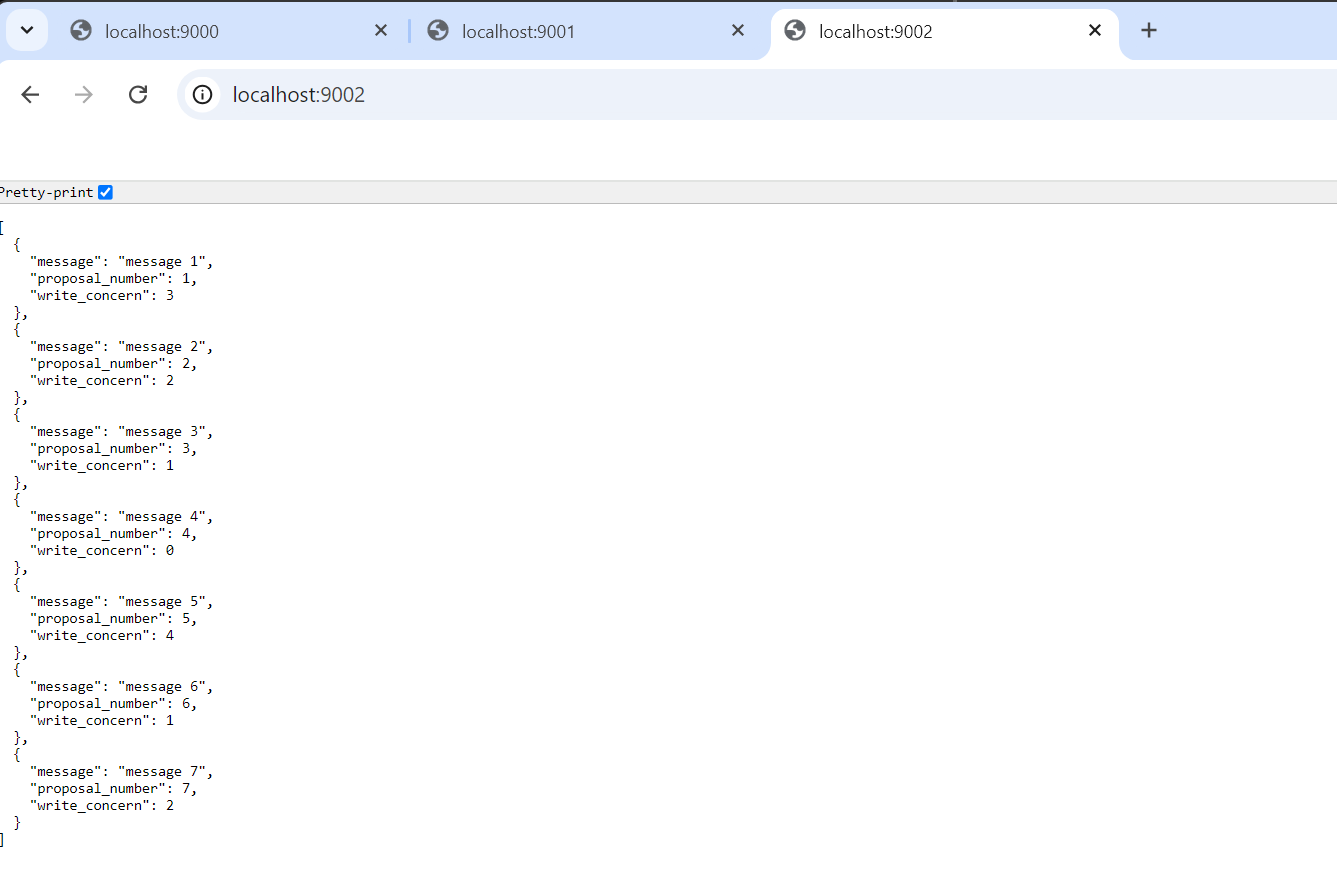 localhost:9000 localhost:9001 localhost:9002
localhost:9002
Pretty-print
[
  {
    "message": "message 1",
    "proposal_number": 1,
    "write_concern": 3
  },
  {
    "message": "message 2",
    "proposal_number": 2,
    "write_concern": 2
  },
  {
    "message": "message 3",
    "proposal_number": 3,
    "write_concern": 1
  },
  {
    "message": "message 4",
    "proposal_number": 4,
    "write_concern": 0
  },
  {
    "message": "message 5",
    "proposal_number": 5,
    "write_concern": 4
  },
  {
    "message": "message 6",
    "proposal_number": 6,
    "write_concern": 1
  },
  {
    "message": "message 7",
    "proposal_number": 7,
    "write_concern": 2
  }
]